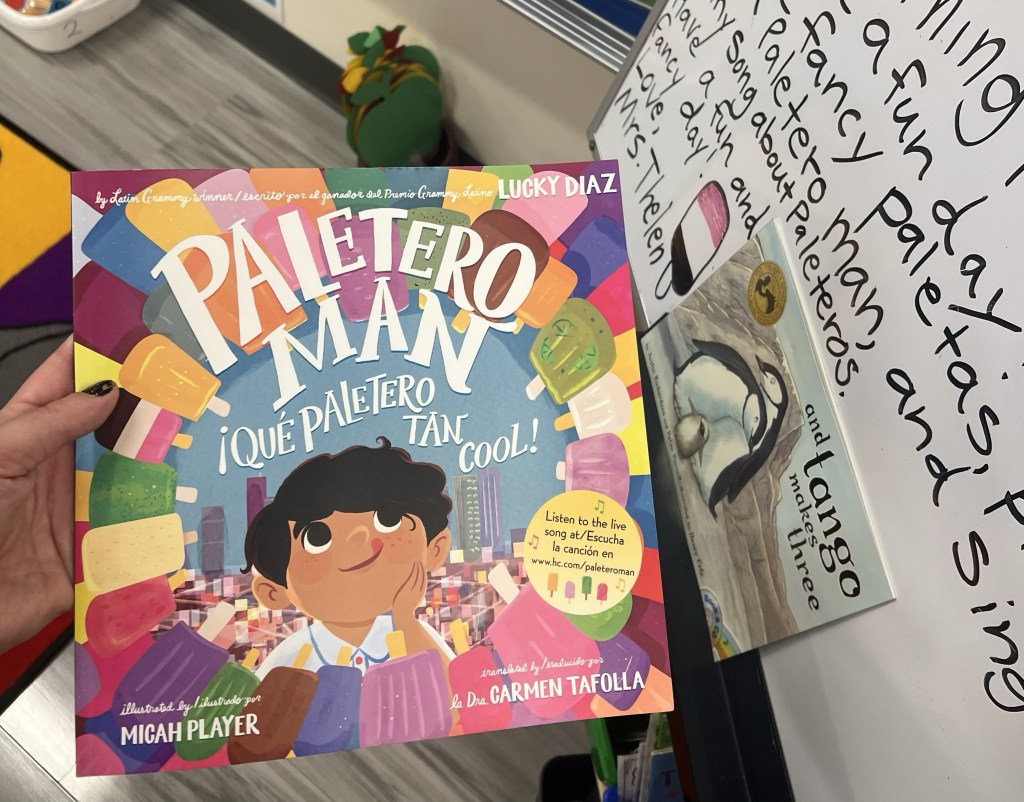 by Latin Grammy winner/escrito por el ganador del Premio Grammy Latino LUCKY DIAZ
PALETERO
MAN
¡QUÉ PALETERO
TAN
COOL!
Listen to the live
song at/Escucha
la canción en
www.hc.com/paleteroman
translated by/traducido por
la Dra. CARMEN TAFOLLA
illustrated by/ilustrado por
MICAH PLAYER
and tango
makes
three
a fun day,
fancy paletas,
Paletero man, and sing
my song about Paleteros.
Have a fun and
fancy day!
Love,
Mrs. Thelen
2